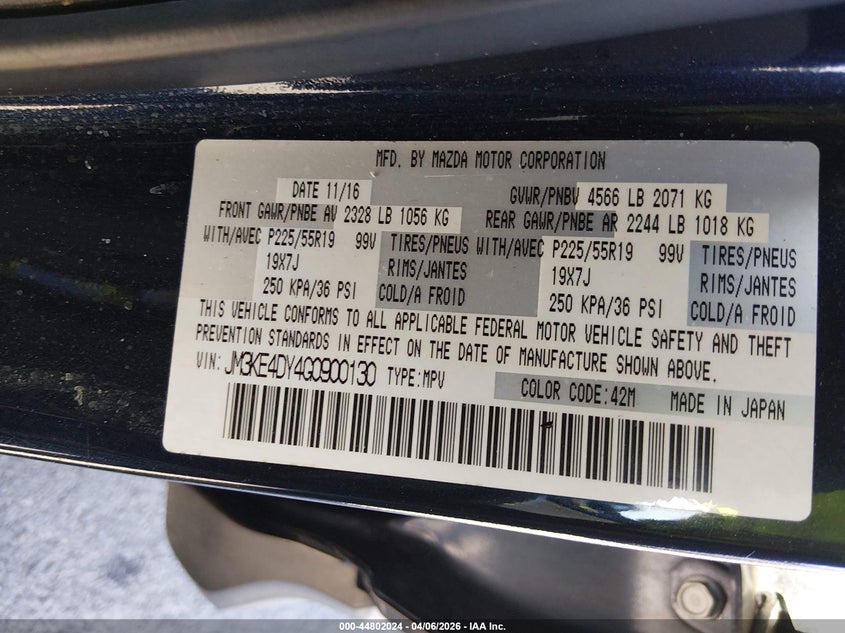 MFD. BY MAZDA MOTOR CORPORATION
DATE 11/16 GVWR/PNBV 4566 LB 2071 KG
FRONT GAWR/PNBE AV 2328 LB 1056 KG REAR GAWR/PNBE AR 2244 LB 1018 KG
WITH/AVEC P225/55R19 99V TIRES/PNEUS WITH/AVEC P225/55R19 99V TIRES/PNEUS
19X7J RIMS/JANTES 19X7J RIMS/JANTES
250 KPA/36 PSI COLD/A FROID 250 KPA/36 PSI COLD/A FROID
THIS VEHICLE CONFORMS TO ALL APPLICABLE FEDERAL MOTOR VEHICLE SAFETY AND THEFT
PREVENTION STANDARDS IN EFFECT ON THE DATE OF MANUFACTURE SHOWN ABOVE.
VIN: JM3KE4DY4G0900130 TYPE:MPV
COLOR CODE:42M MADE IN JAPAN
000-44802024 - 04/06/2026 - IAA Inc.